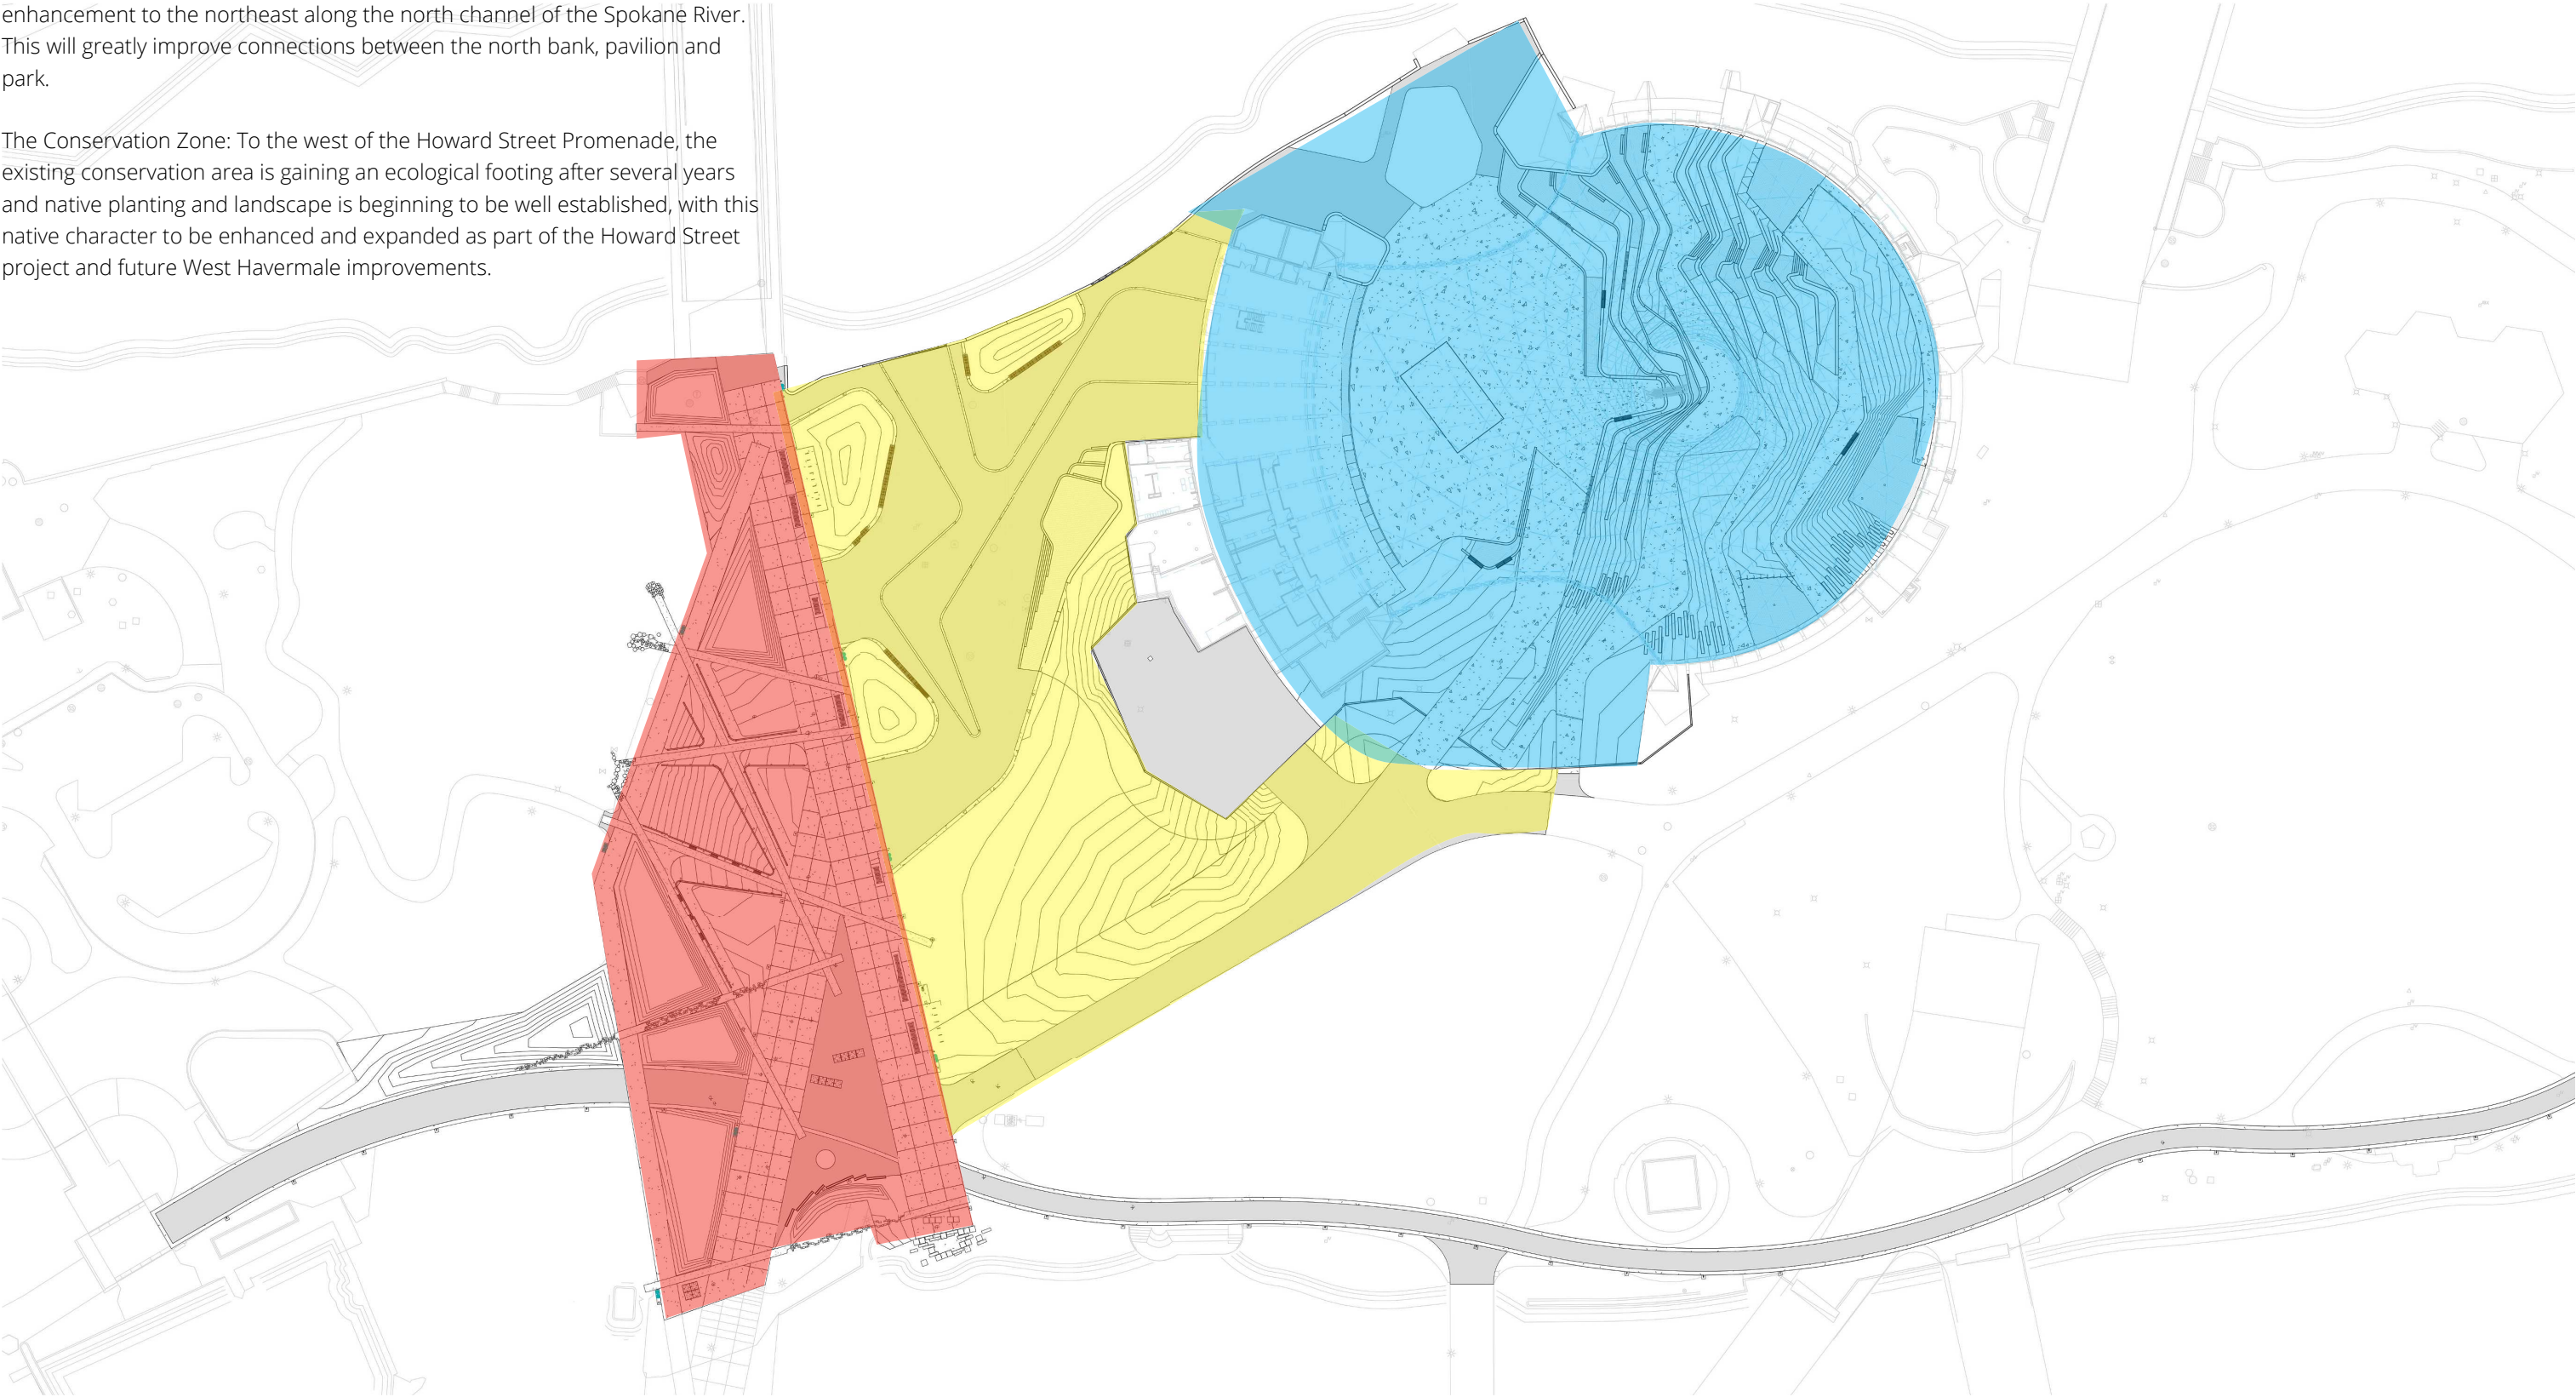 enhancement to the northeast along the north channel of the Spokane River.
This will greatly improve connections between the north bank, pavilion and
park.
The Conservation Zone: To the west of the Howard Street Promenade, the
existing conservation area is gaining an ecological footing after several years
and native planting and landscape is beginning to be well established, with this
native character to be enhanced and expanded as part of the Howard Street
project and future West Havermale improvements.